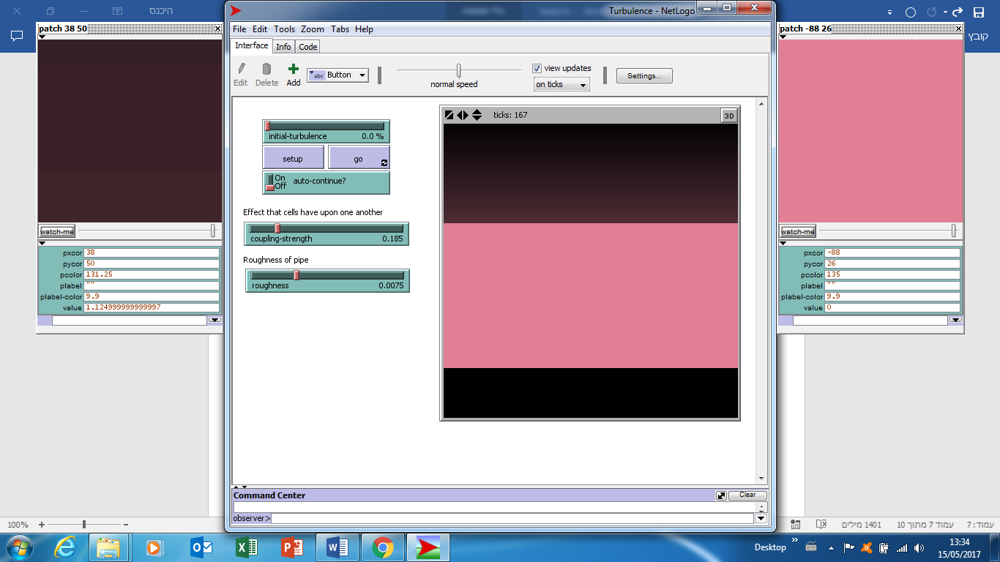 היכנס
קובץ
Turbulence - NetLogo
File Edit Tools Zoom Tabs Help
Interface Info Code
Edit Delete Add
abc Button
normal speed
view updates
on ticks
Settings...
patch 38 50
watch-me
pxcor 38
pycor 50
pcolor 131.25
plabel ""
plabel-color 9.9
value 1.124999999999997
initial-turbulence 0.0 %
setup go
On
Off
auto-continue?
Effect that cells have upon one another
coupling-strength 0.185
Roughness of pipe
roughness 0.0075
ticks: 167
3D
patch -88 26
watch-me
pxcor -88
pycor 26
pcolor 135
plabel ""
plabel-color 9.9
value 0
Command Center
Clear
observer>
100%
עמוד: 7 עמוד 7 מתוך 10 1401 מילים
Desktop
13:34
15/05/2017